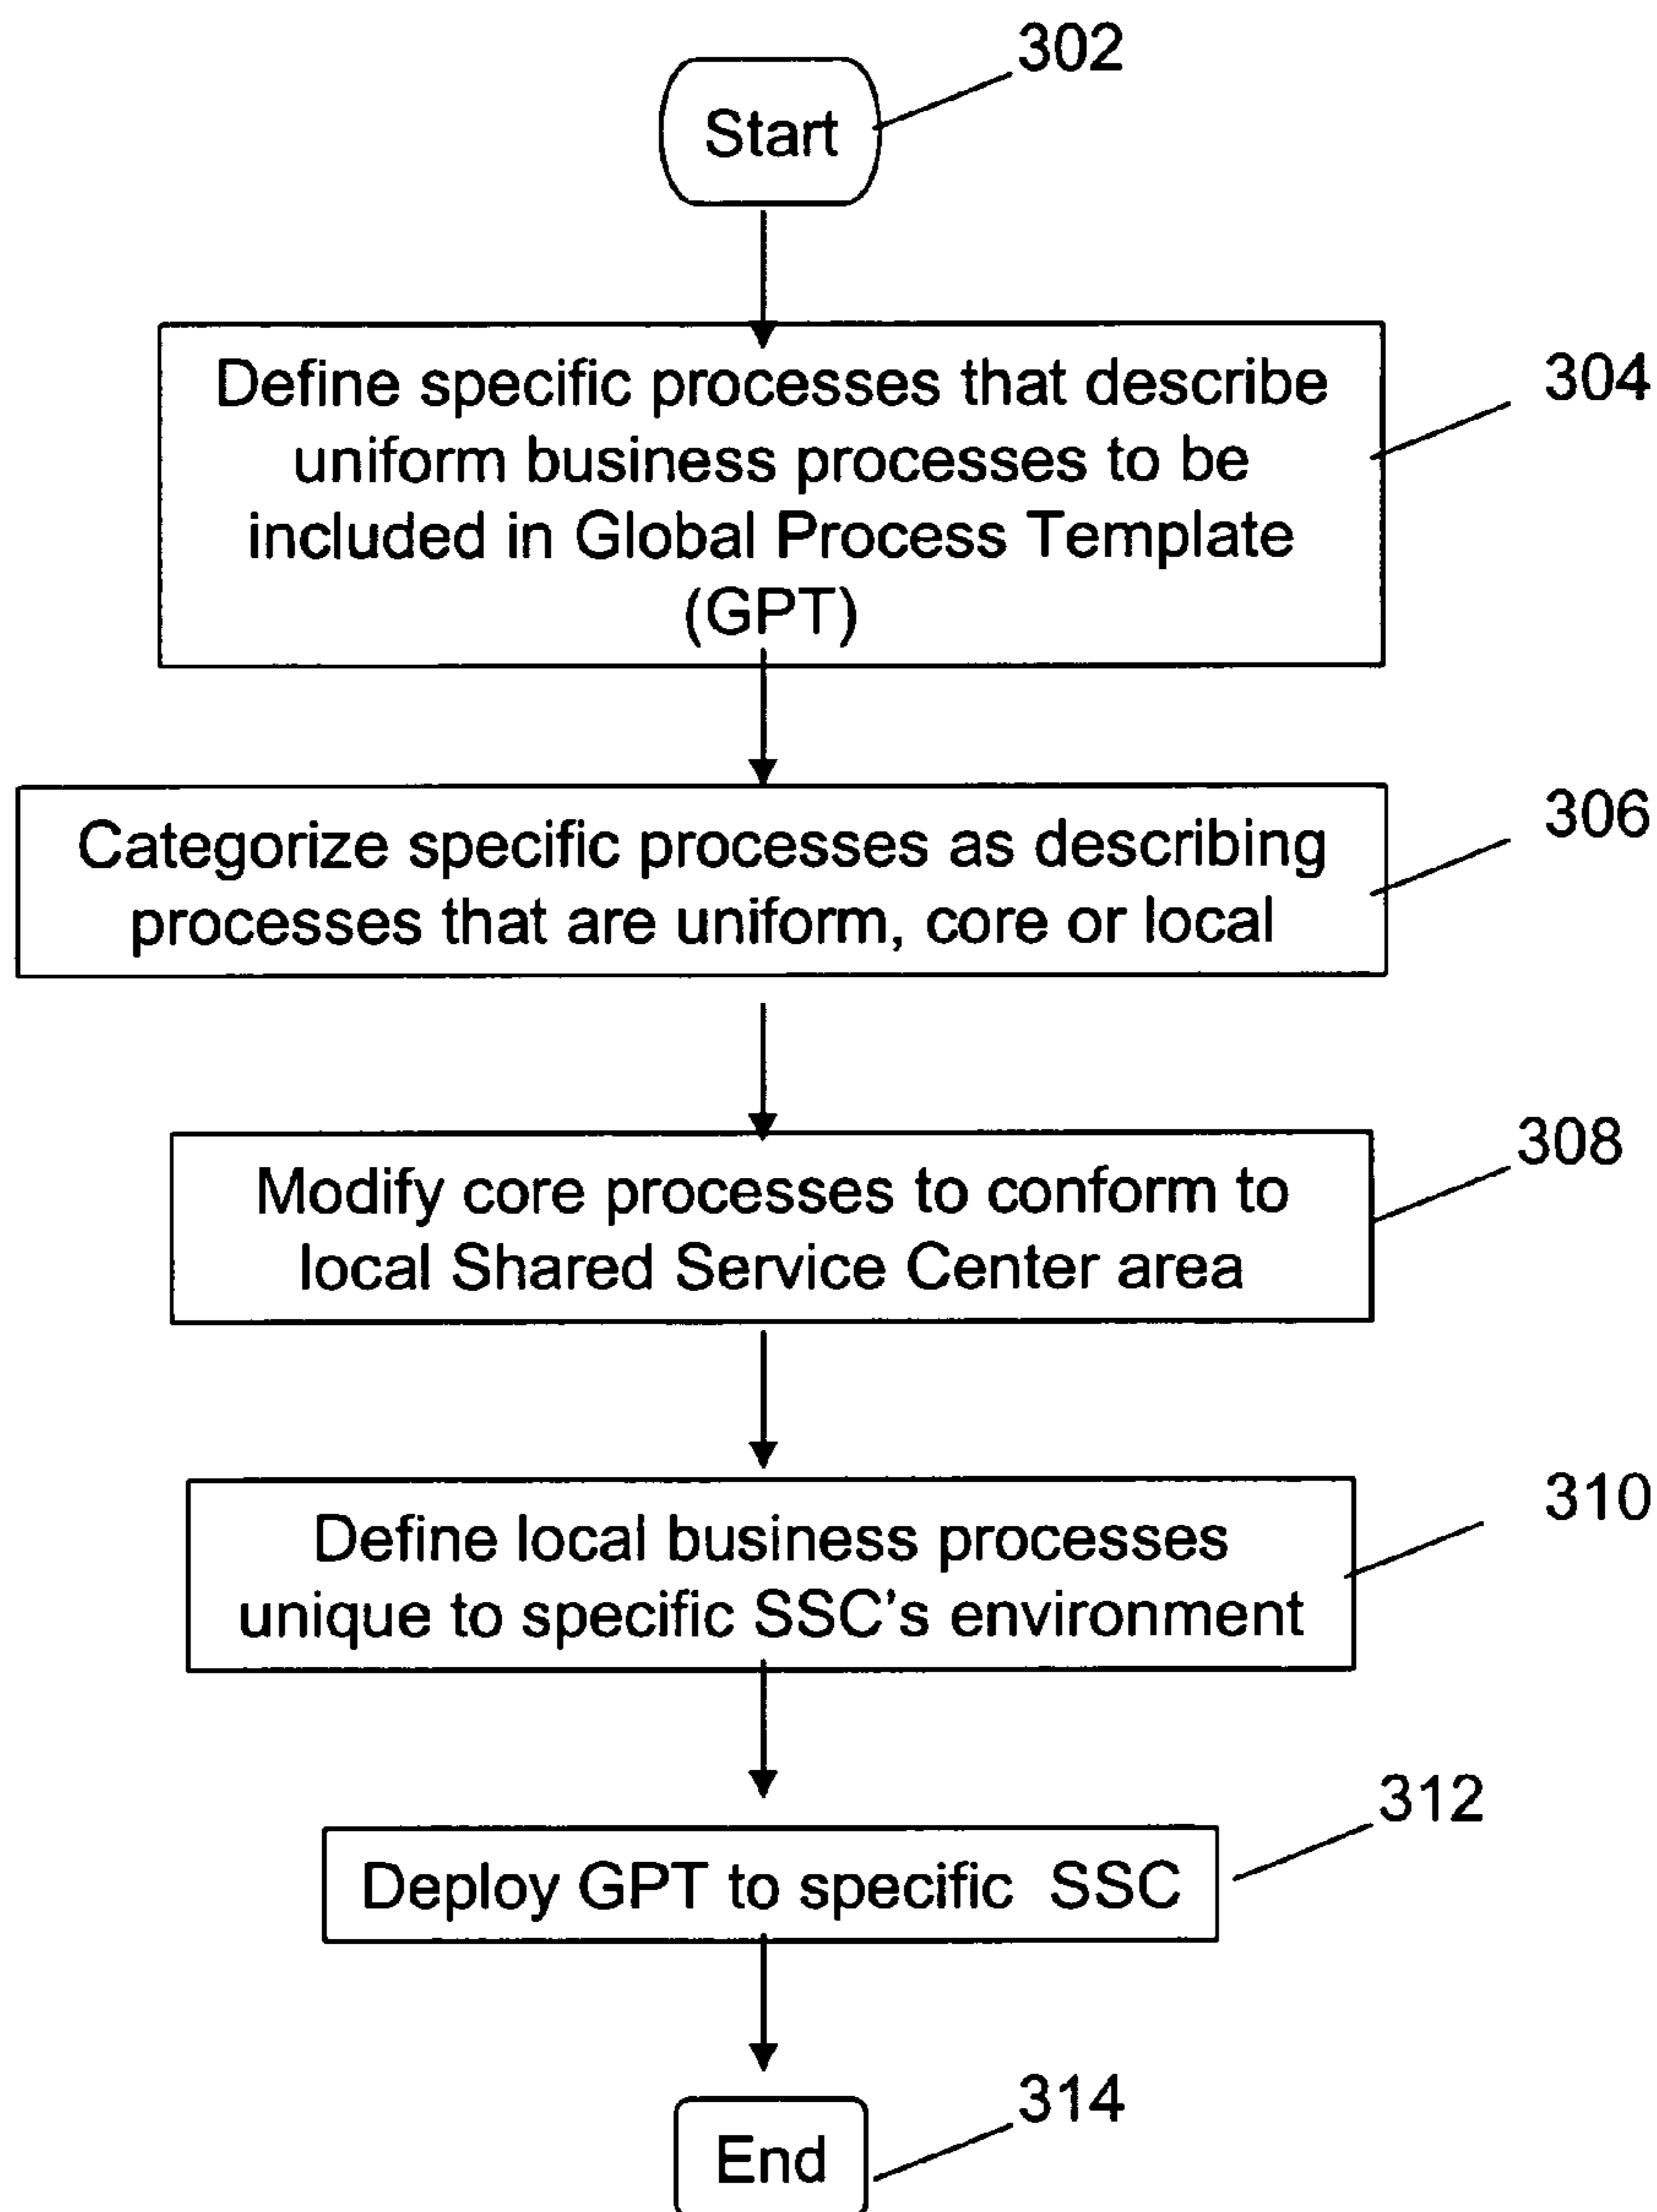 302
Start
304
Define specific processes that describe
uniform business processes to be
included in Global Process Template
(GPT)
306
Categorize specific processes as describing
processes that are uniform, core or local
308
Modify core processes to conform to
local Shared Service Center area
310
Define local business processes
unique to specific SSC's environment
312
Deploy GPT to specific SSC
314
End